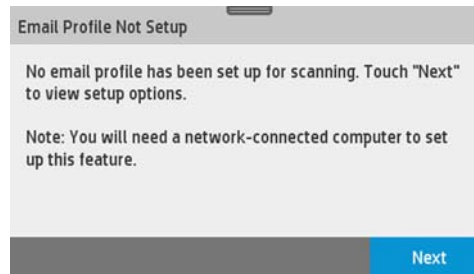 Email Profile Not Setup
No email profile has been set up for scanning. Touch "Next"
to view setup options.
Note: You will need a network-connected computer to set
up this feature.
Next